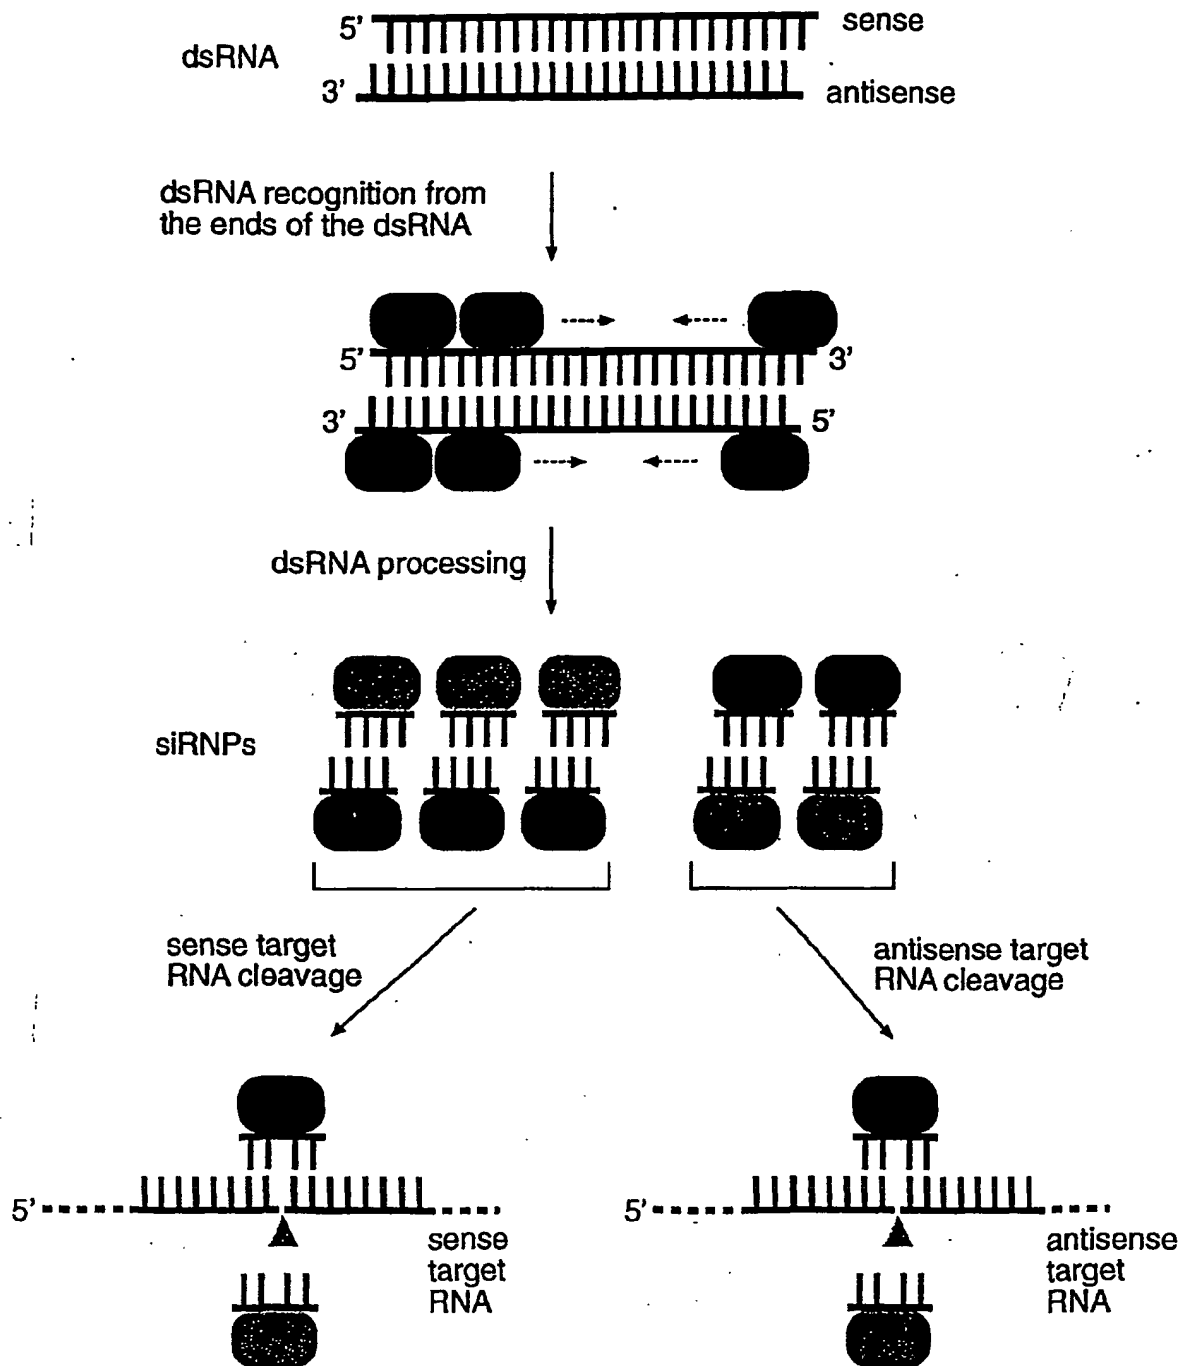 5'
sense
dsRNA
3'
antisense
dsRNA recognition from
the ends of the dsRNA
5'
3'
3'
5'
dsRNA processing
siRNPs
sense target
RNA cleavage
antisense target
RNA cleavage
5'
sense
target
RNA
5'
antisense
target
RNA